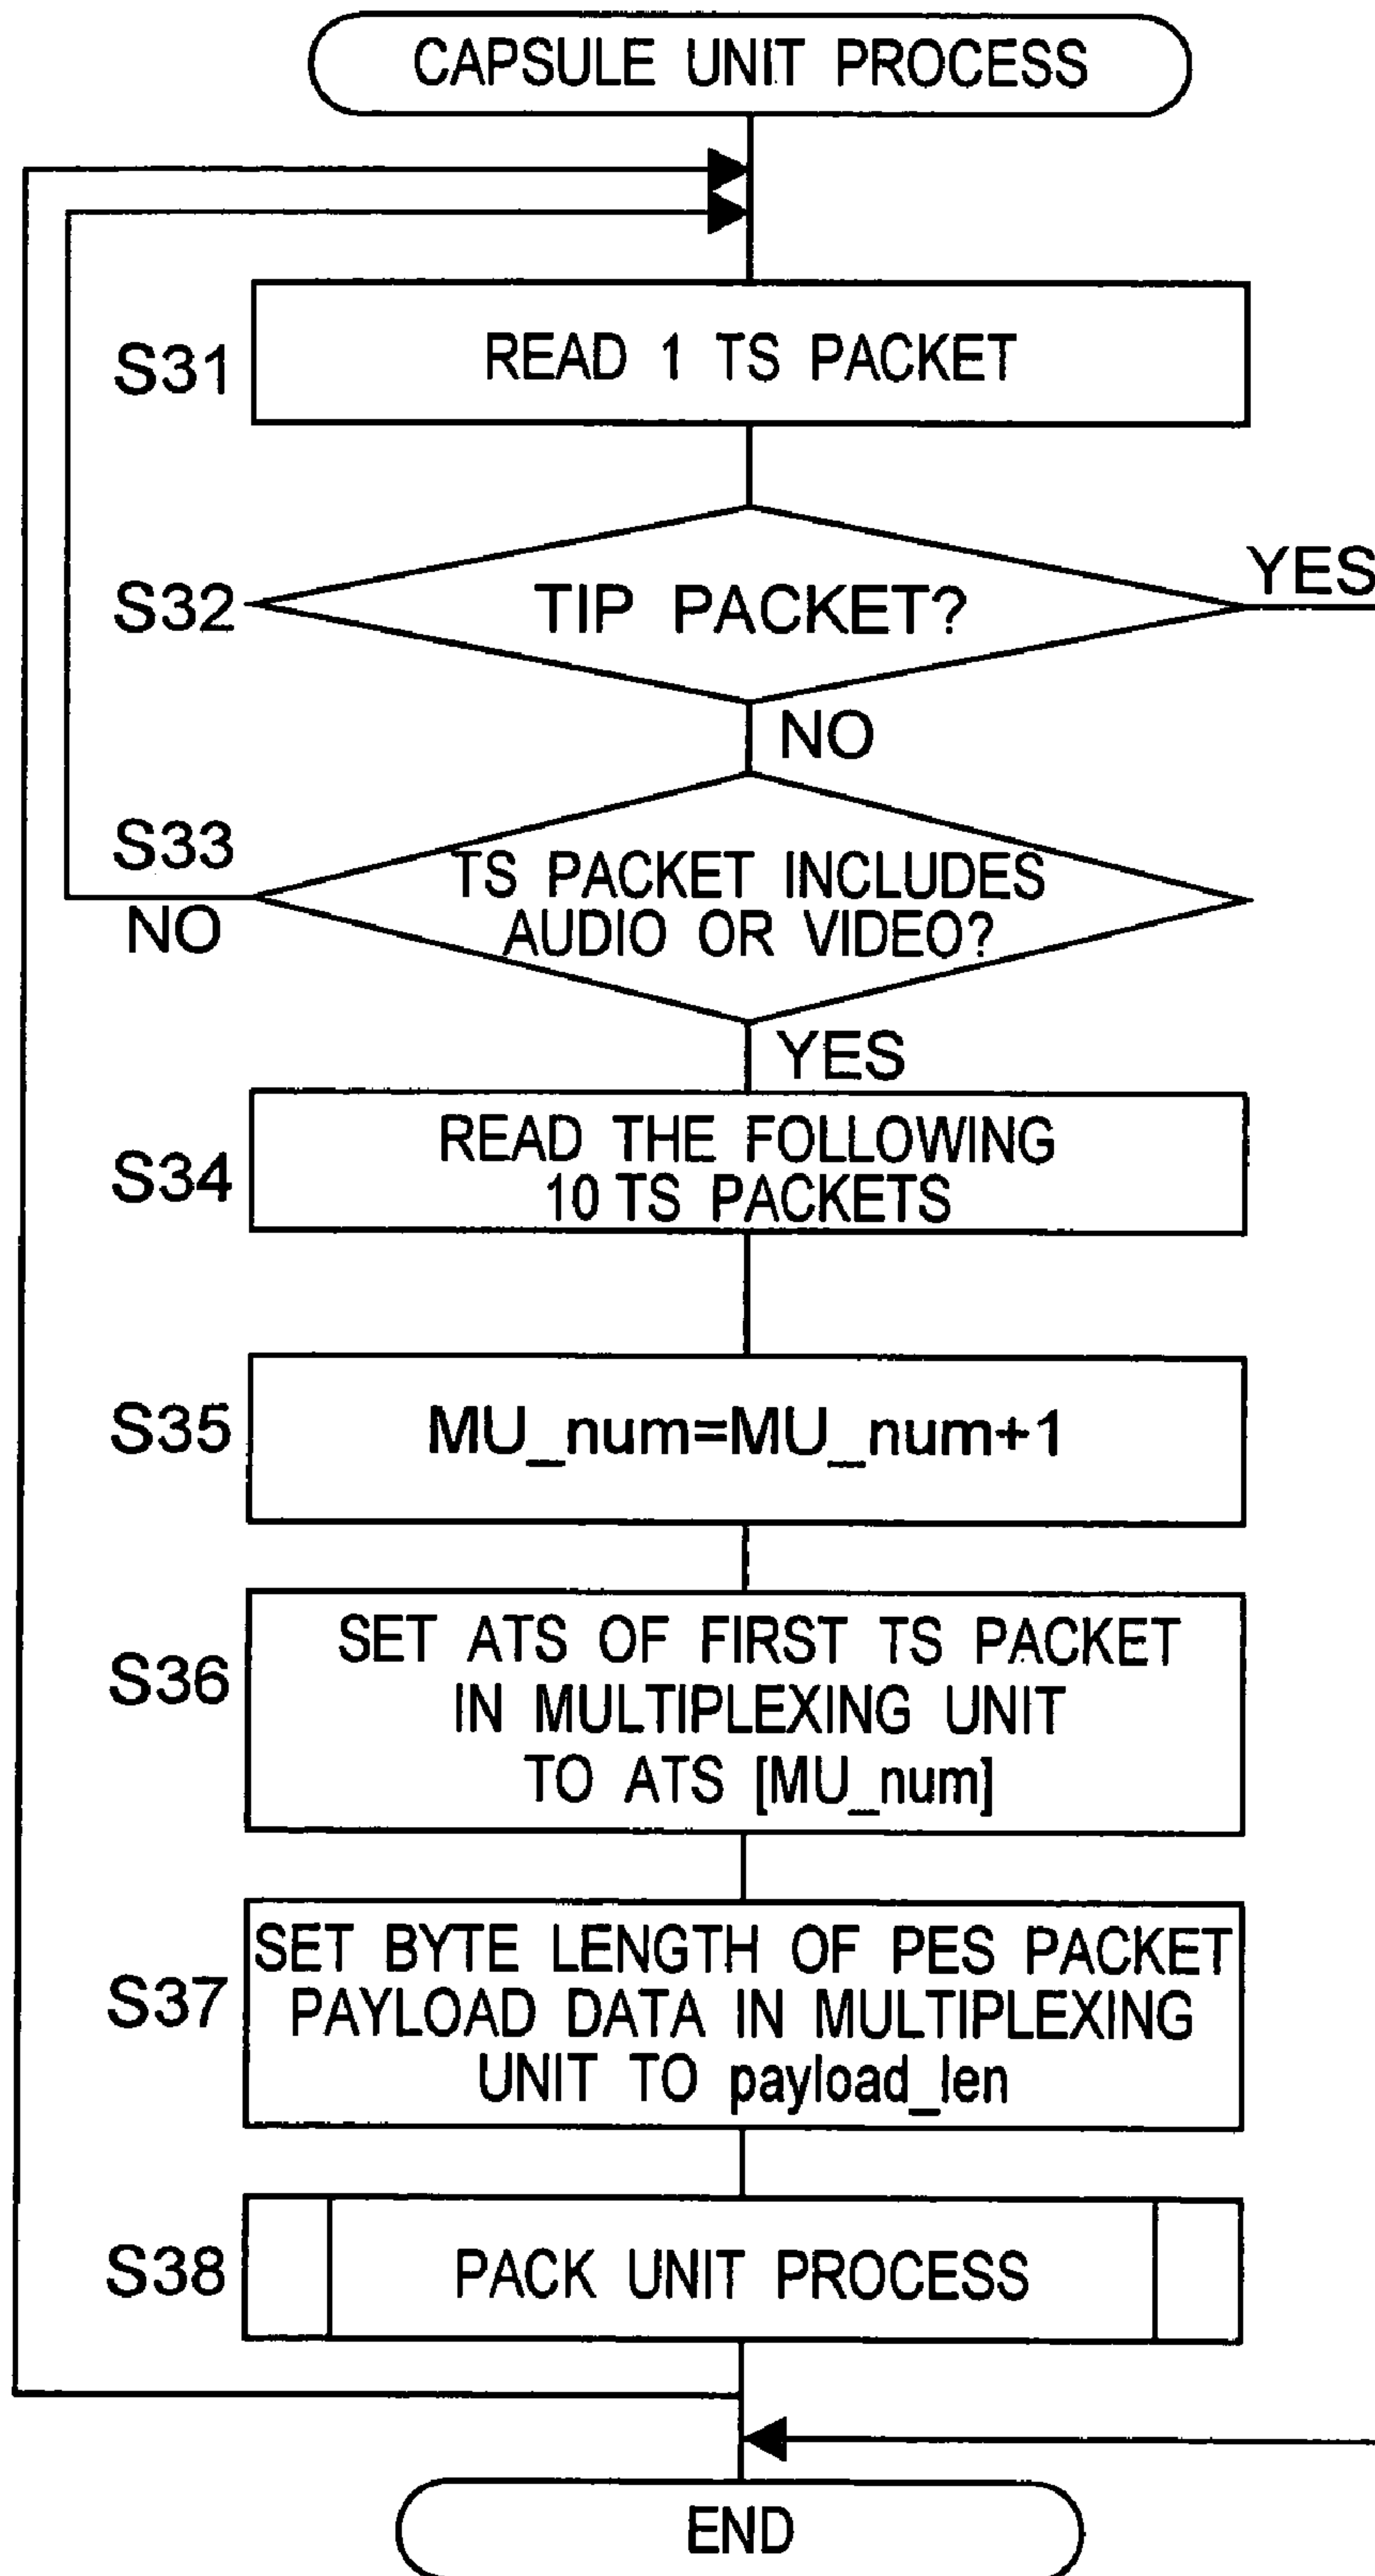 CAPSULE UNIT PROCESS
S31
READ 1 TS PACKET
S32
TIP PACKET?
YES
NO
S33
TS PACKET INCLUDES
AUDIO OR VIDEO?
NO
YES
S34
READ THE FOLLOWING
10 TS PACKETS
S35
MU_num=MU_num+1
S36
SET ATS OF FIRST TS PACKET
IN MULTIPLEXING UNIT
TO ATS [MU_num]
S37
SET BYTE LENGTH OF PES PACKET
PAYLOAD DATA IN MULTIPLEXING
UNIT TO payload_len
S38
PACK UNIT PROCESS
END